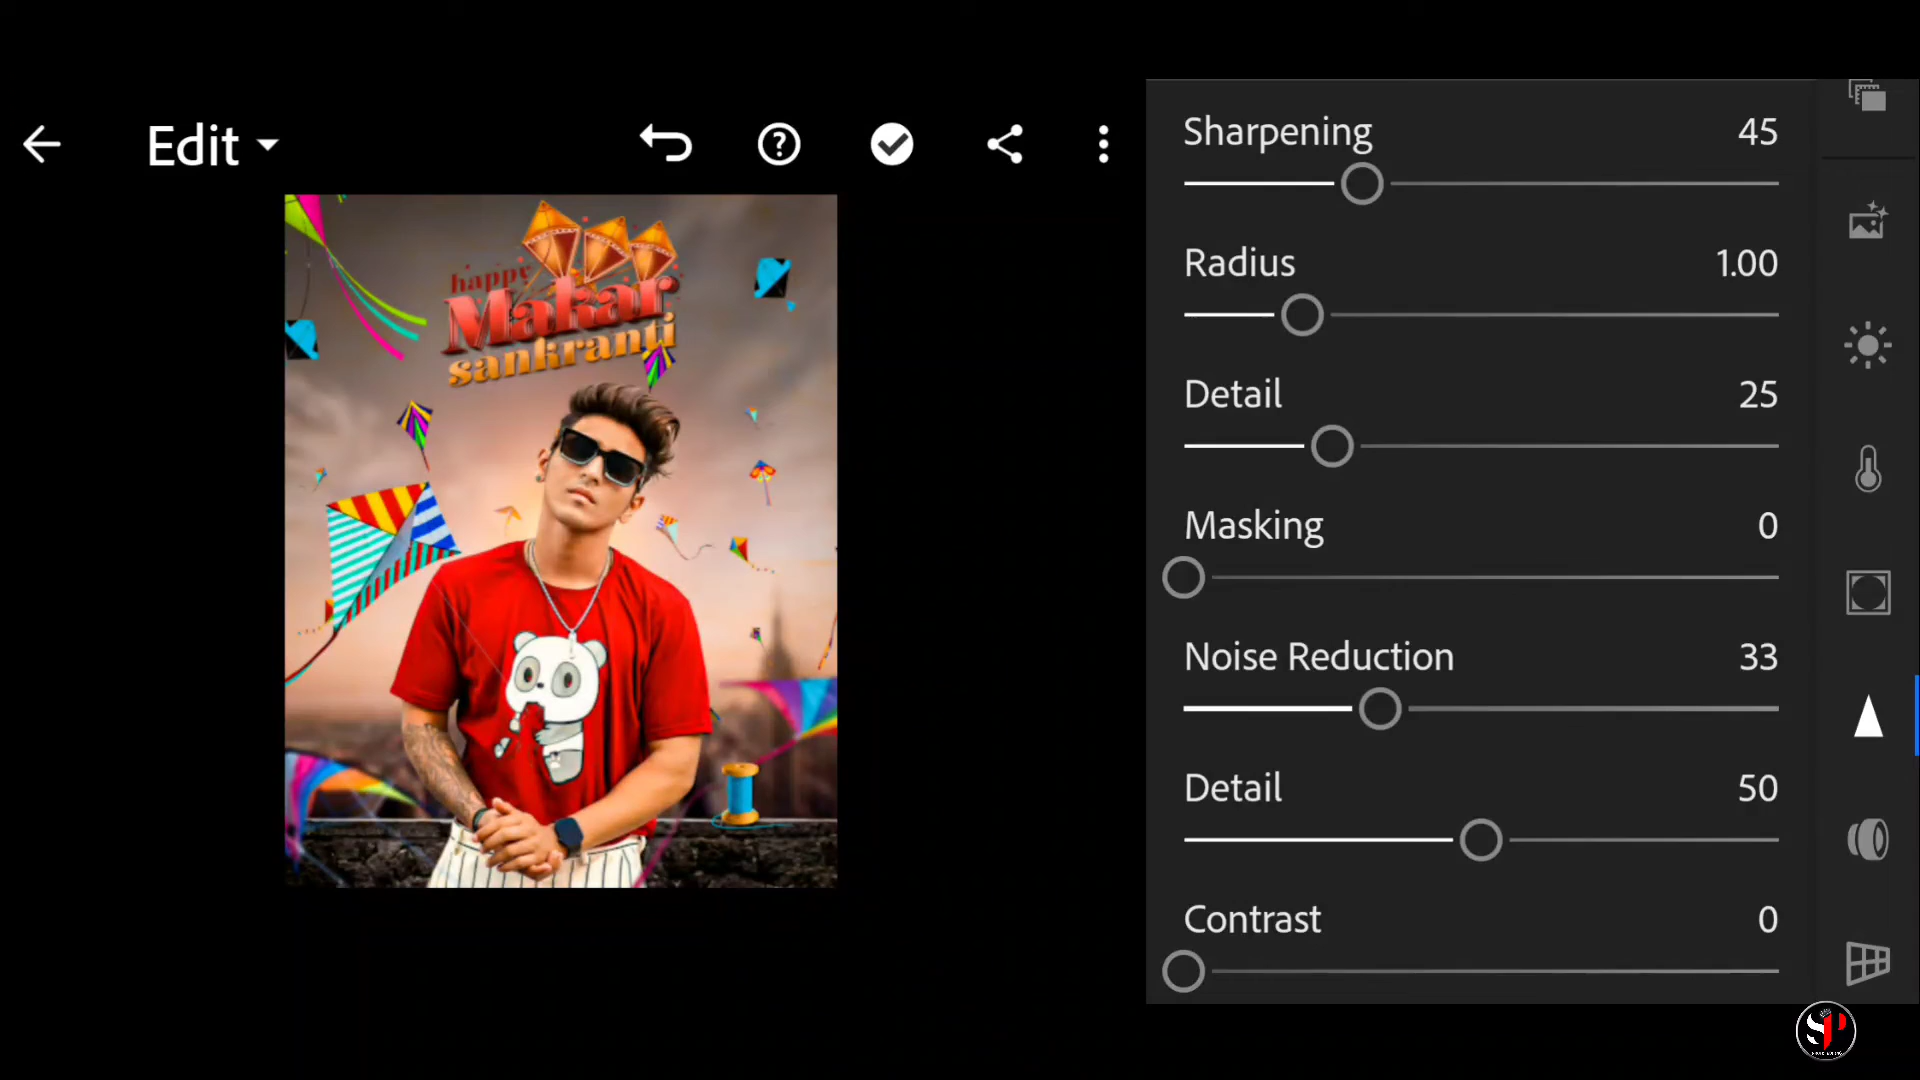 Edit
Sharpening 45
Radius 1.00
Detail 25
Masking 0
Noise Reduction 33
Detail 50
Contrast 0
happy
Makar
sankranti
SP